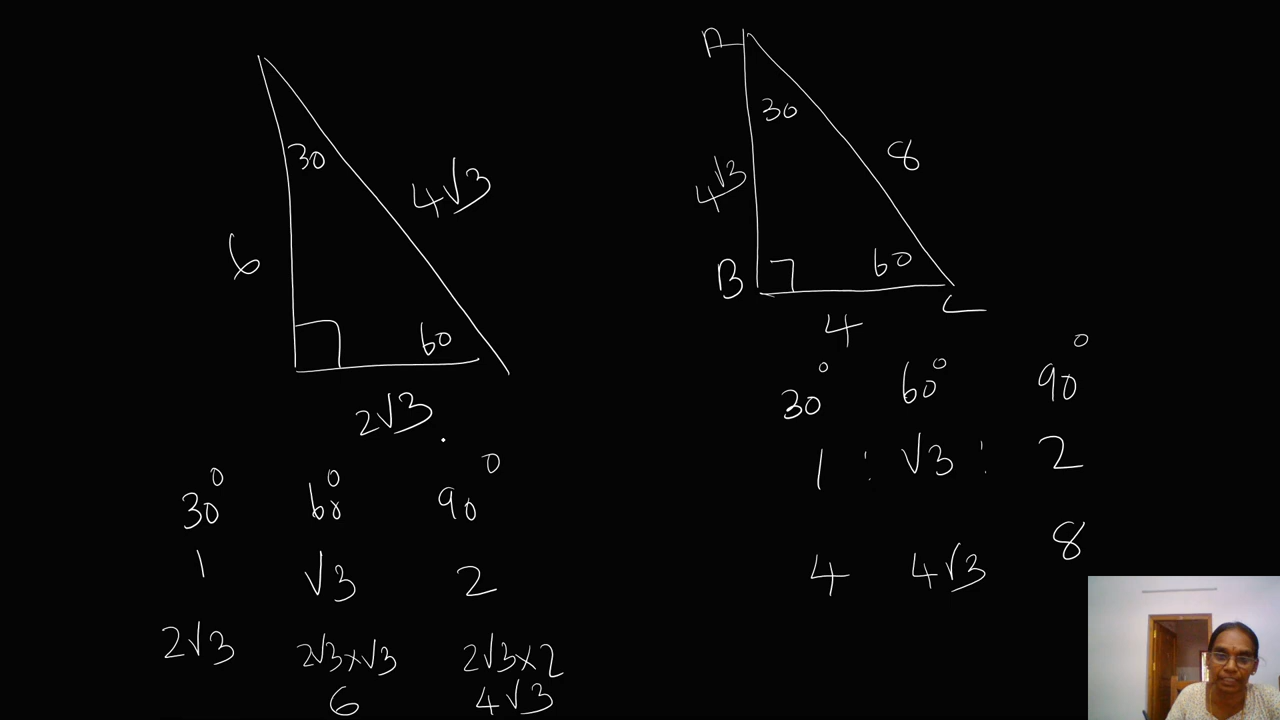 30
4√3
6
60
2√3
30° 60° 90°
1 √3 2
2√3 2√3×√3 2√3×2
6 4√3
A
30
4√3
8
B
60
C
4
30° 60° 90°
1 : √3 : 2
4 4√3 8